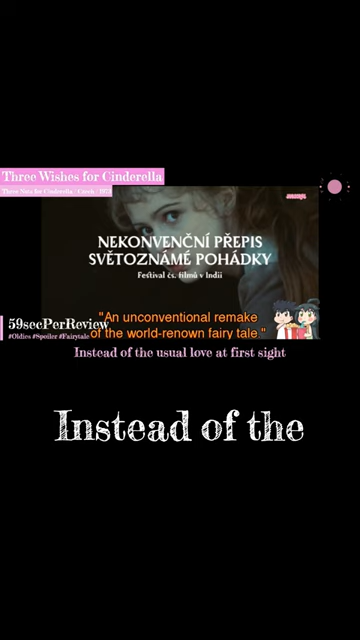 Three Wishes for Cinderella
Three Nuts for Cinderella / Czech / 1973
NEKONVENČNÍ PŘEPIS
SVĚTOZNÁMÉ POHÁDKY
Festival čs. filmů v Indii
59secPerReview
#Oldies #Spoiler #Fairytale
"An unconventional remake
of the world-renown fairy tale "
Instead of the usual love at first sight
Instead of the